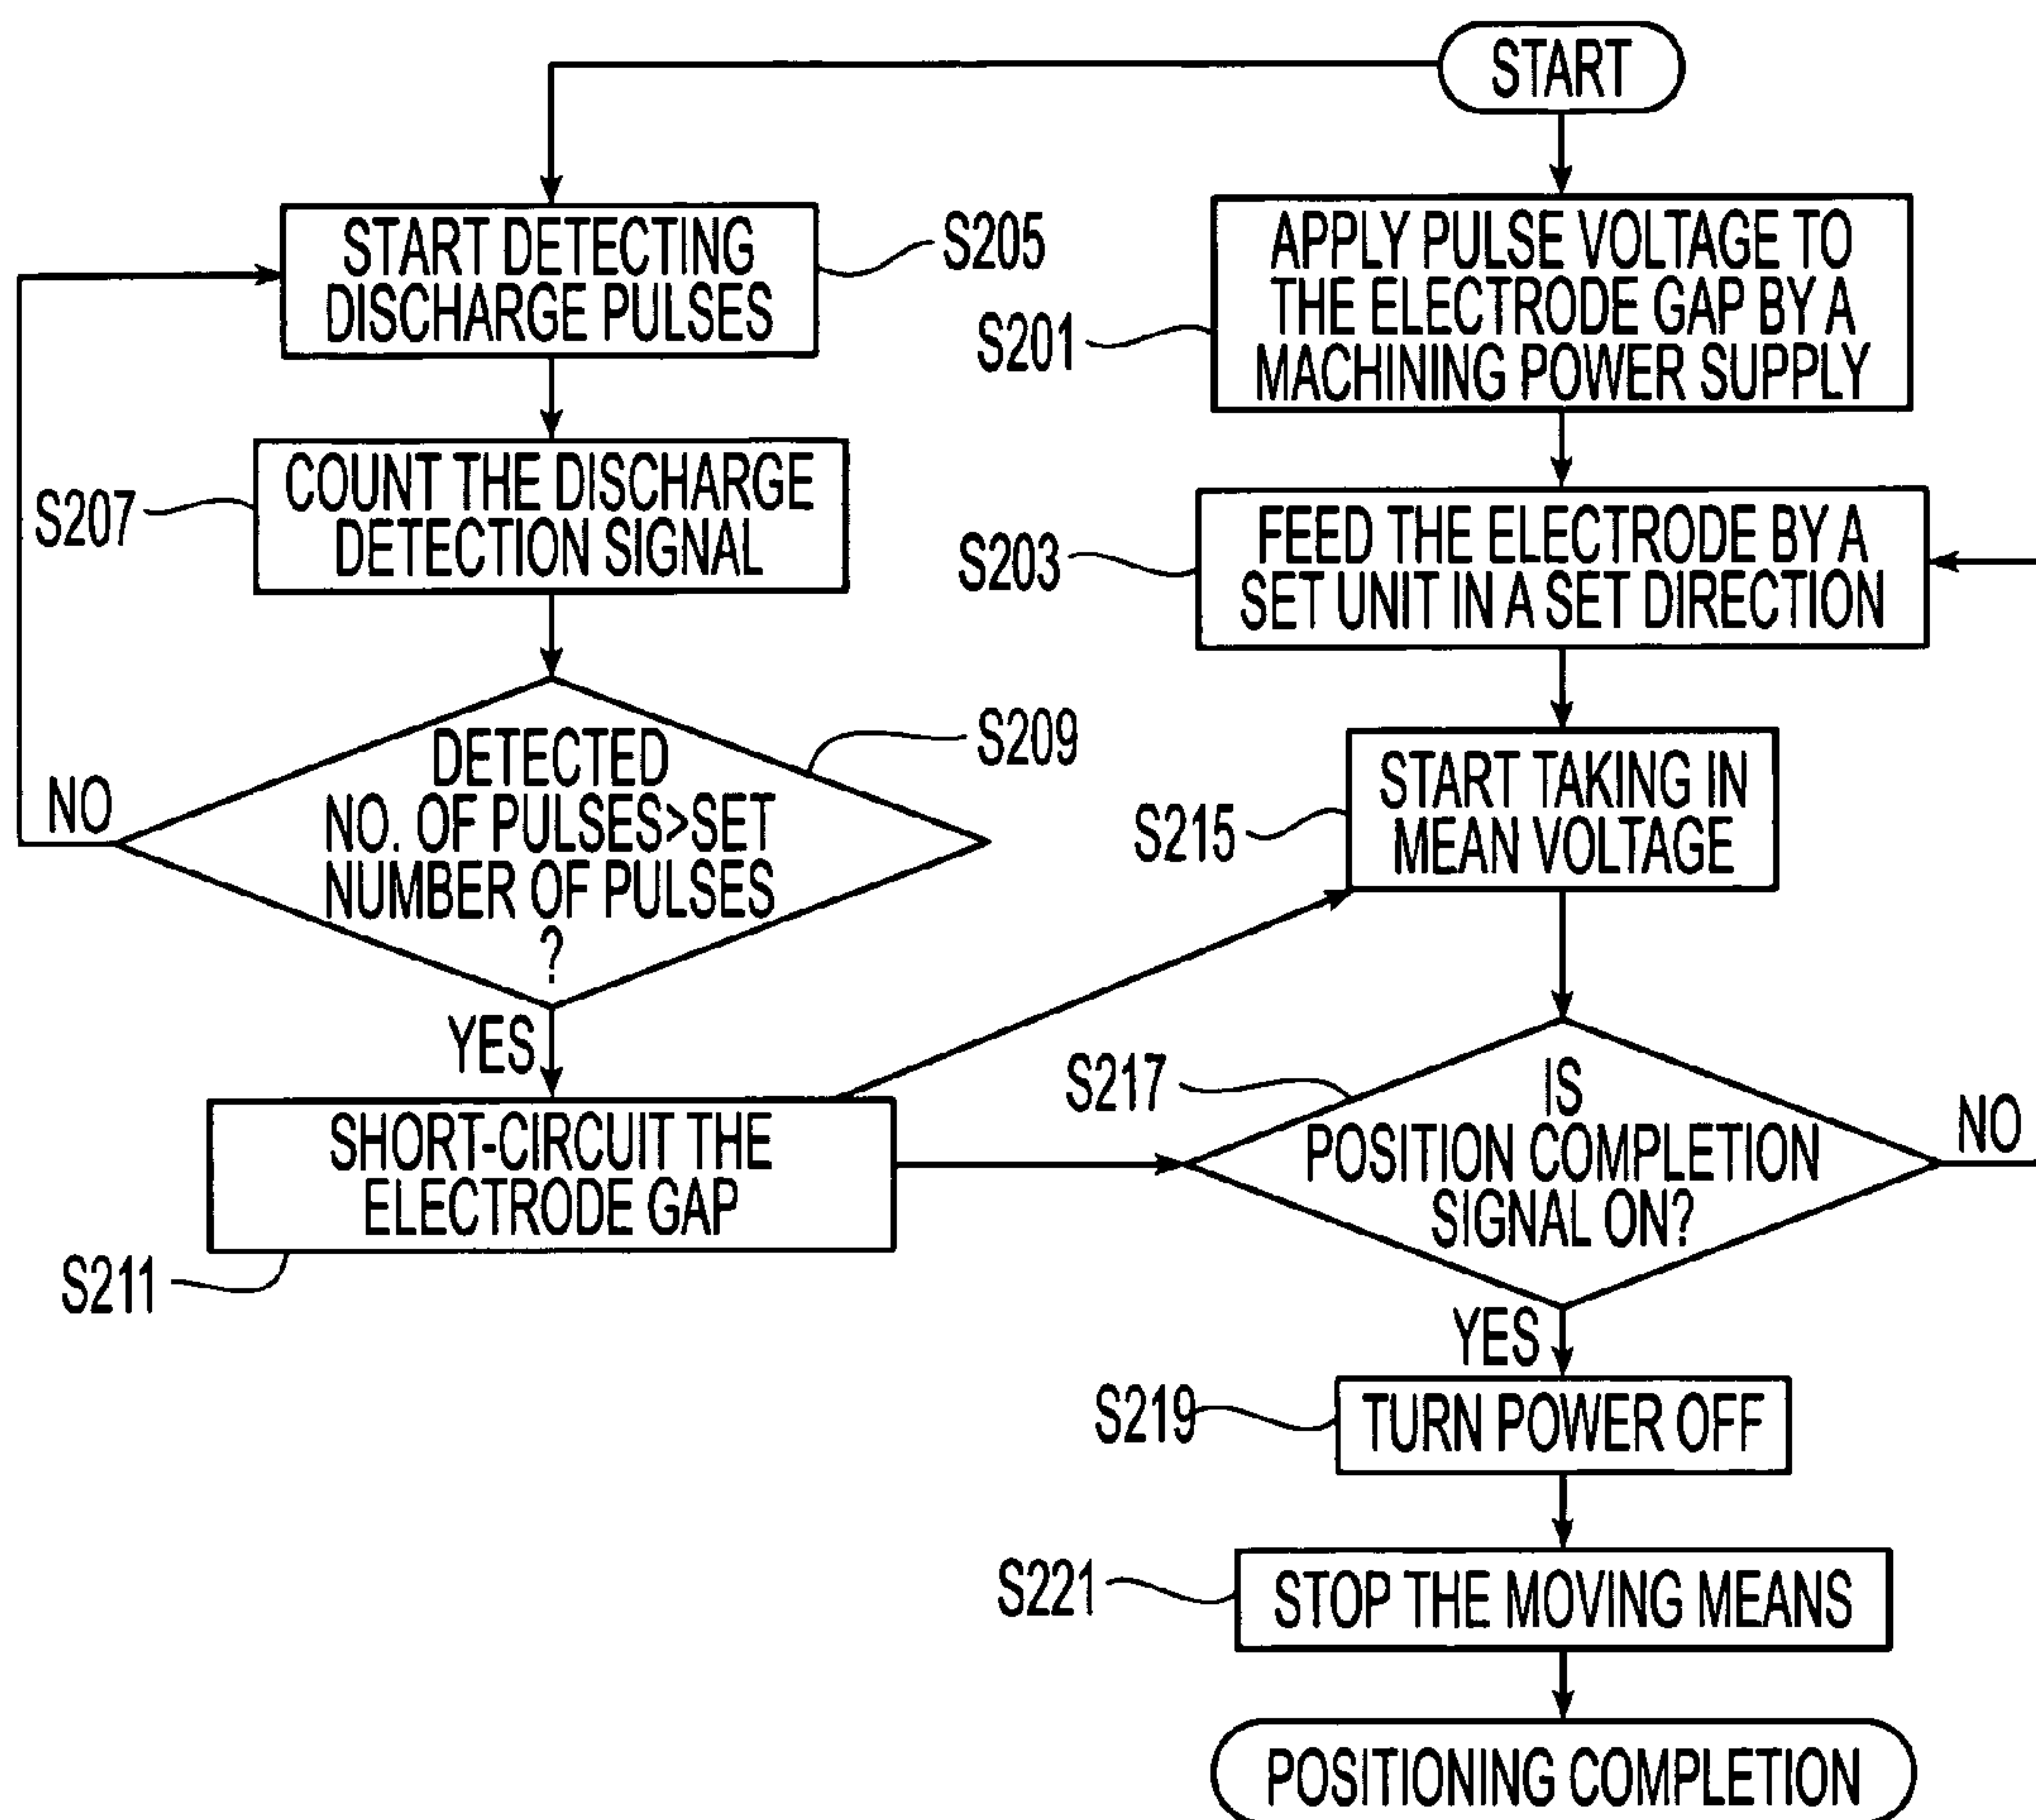 START
START DETECTING
DISCHARGE PULSES
S205
APPLY PULSE VOLTAGE TO
THE ELECTRODE GAP BY A
MACHINING POWER SUPPLY
S201
COUNT THE DISCHARGE
DETECTION SIGNAL
S207
FEED THE ELECTRODE BY A
SET UNIT IN A SET DIRECTION
S203
DETECTED
NO. OF PULSES>SET
NUMBER OF PULSES
?
S209
NO
YES
START TAKING IN
MEAN VOLTAGE
S215
SHORT-CIRCUIT THE
ELECTRODE GAP
S211
IS
POSITION COMPLETION
SIGNAL ON?
S217
NO
YES
TURN POWER OFF
S219
STOP THE MOVING MEANS
S221
POSITIONING COMPLETION